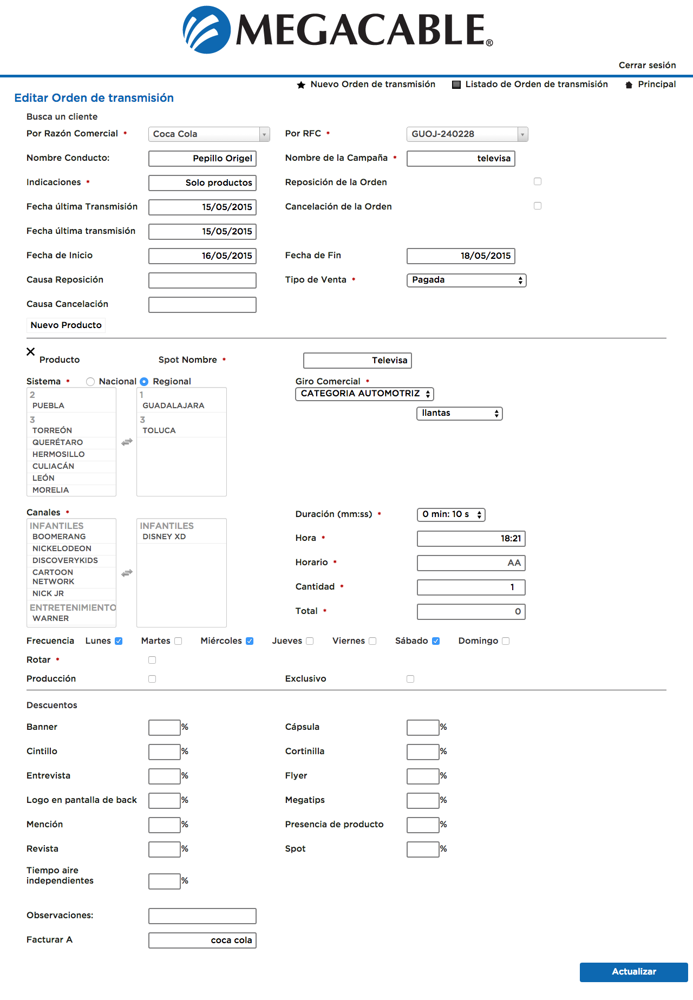 MEGACABLE®
Cerrar sesión
Nuevo Orden de transmisión Listado de Orden de transmisión Principal
Editar Orden de transmisión
Busca un cliente
Por Razón Comercial * Coca Cola Por RFC * GUOJ-240228
Nombre Conducto: Pepillo Origel Nombre de la Campaña * televisa
Indicaciones * Solo productos Reposición de la Orden
Fecha última Transmisión 15/05/2015 Cancelación de la Orden
Fecha última transmisión 15/05/2015
Fecha de Inicio 16/05/2015 Fecha de Fin 18/05/2015
Causa Reposición Tipo de Venta * Pagada
Causa Cancelación
Nuevo Producto
Producto Spot Nombre * Televisa
Sistema * Nacional Regional Giro Comercial *
CATEGORIA AUTOMOTRIZ
llantas
2
PUEBLA
3
TORREÓN
QUERÉTARO
HERMOSILLO
CULIACÁN
LEÓN
MORELIA
1
GUADALAJARA
3
TOLUCA
Canales *
INFANTILES
BOOMERANG
NICKELODEON
DISCOVERYKIDS
CARTOON
NETWORK
NICK JR
ENTRETENIMIENTO
WARNER
INFANTILES
DISNEY XD
Duración (mm:ss) * 0 min: 10 s
Hora * 18:21
Horario * AA
Cantidad * 1
Total * 0
Frecuencia Lunes Martes Miércoles Jueves Viernes Sábado Domingo
Rotar *
Producción Exclusivo
Descuentos
Banner % Cápsula %
Cintillo % Cortinilla %
Entrevista % Flyer %
Logo en pantalla de back % Megatips %
Mención % Presencia de producto %
Revista % Spot %
Tiempo aire
independientes %
Observaciones:
Facturar A coca cola
Actualizar